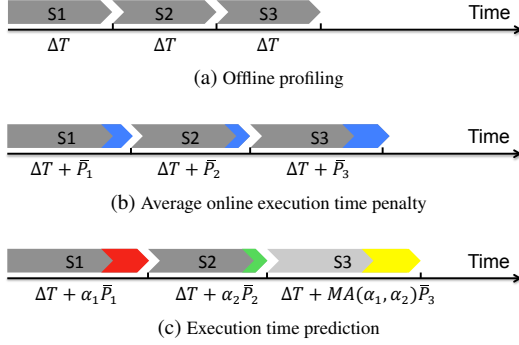 S1 S2 S3 Time
ΔT ΔT ΔT
(a) Offline profiling
S1 S2 S3 Time
ΔT + P̅₁ ΔT + P̅₂ ΔT + P̅₃
(b) Average online execution time penalty
S1 S2 S3 Time
ΔT + α₁P̅₁ ΔT + α₂P̅₂ ΔT + MA(α₁, α₂)P̅₃
(c) Execution time prediction